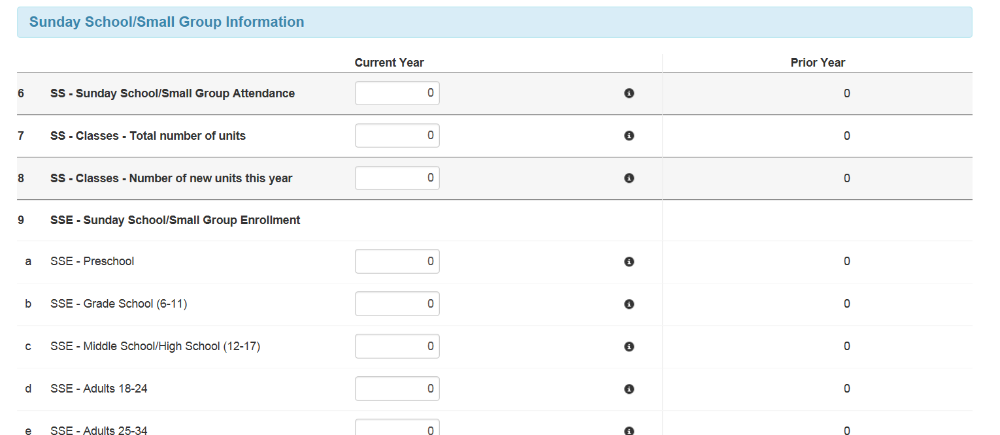 Sunday School/Small Group Information
Current Year Prior Year
6 SS - Sunday School/Small Group Attendance 0 0
7 SS - Classes - Total number of units 0 0
8 SS - Classes - Number of new units this year 0 0
9 SSE - Sunday School/Small Group Enrollment
a SSE - Preschool 0 0
b SSE - Grade School (6-11) 0 0
c SSE - Middle School/High School (12-17) 0 0
d SSE - Adults 18-24 0 0
e SSE - Adults 25-34 0 0